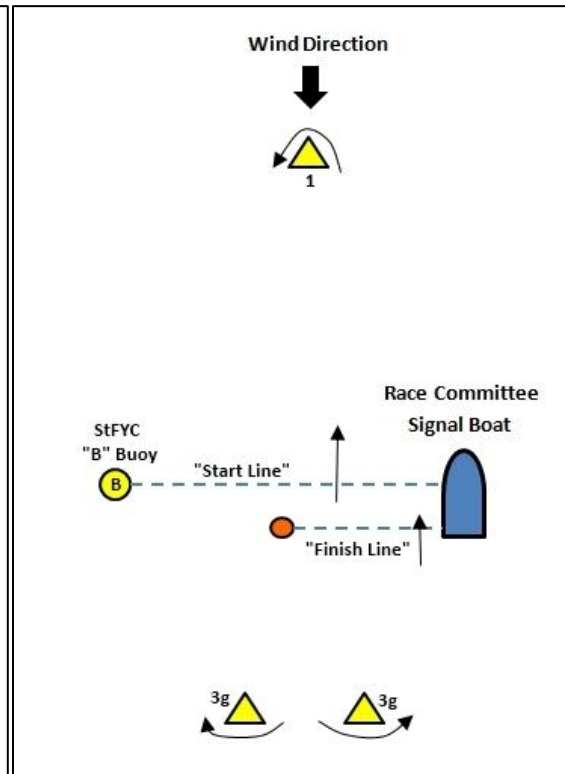 Wind Direction
1
Race Committee
Signal Boat
StFYC
"B" Buoy
"Start Line"
B
"Finish Line"
3g
3g